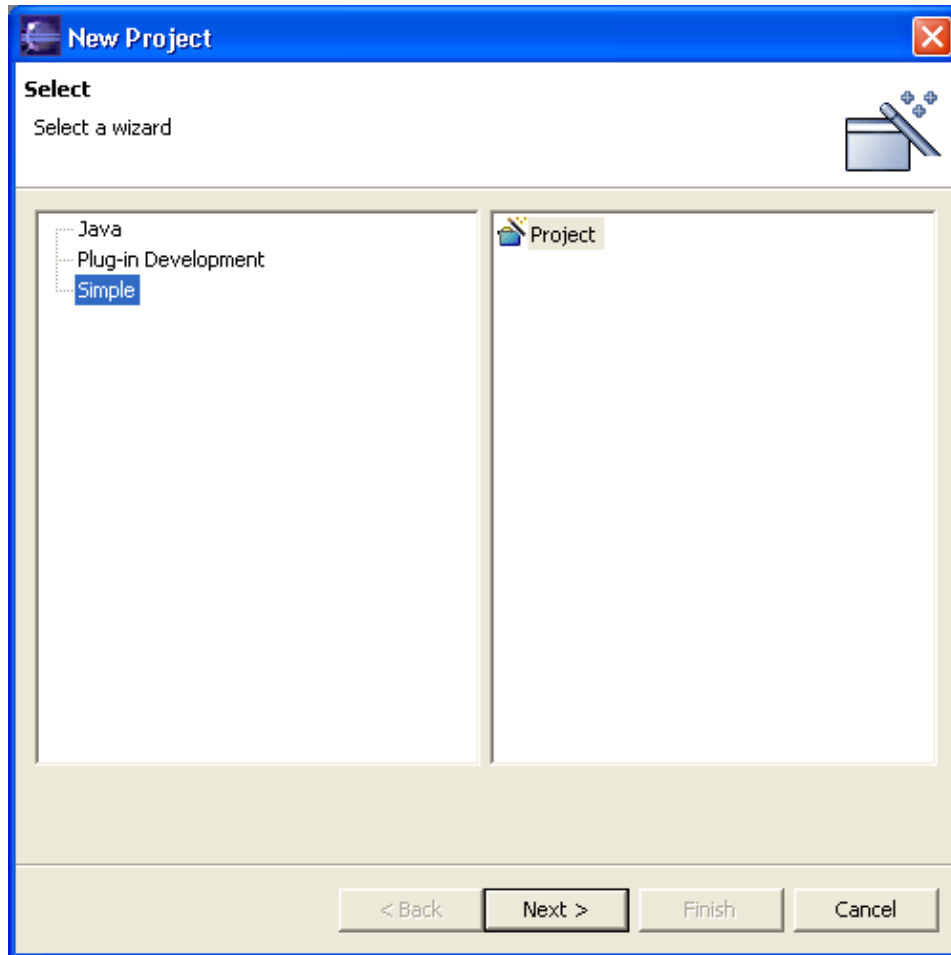 New Project
Select
Select a wizard
Java
Plug-in Development
Simple
Project
< Back
Next >
Finish
Cancel